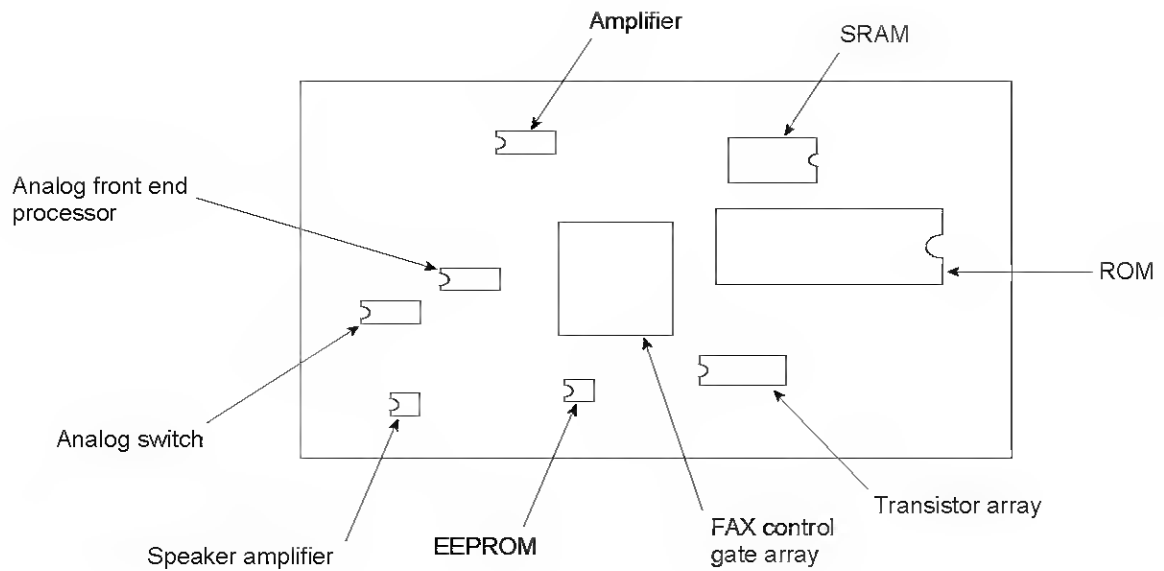 Amplifier
SRAM
Analog front end
processor
ROM
Analog switch
Transistor array
Speaker amplifier
EEPROM
FAX control
gate array